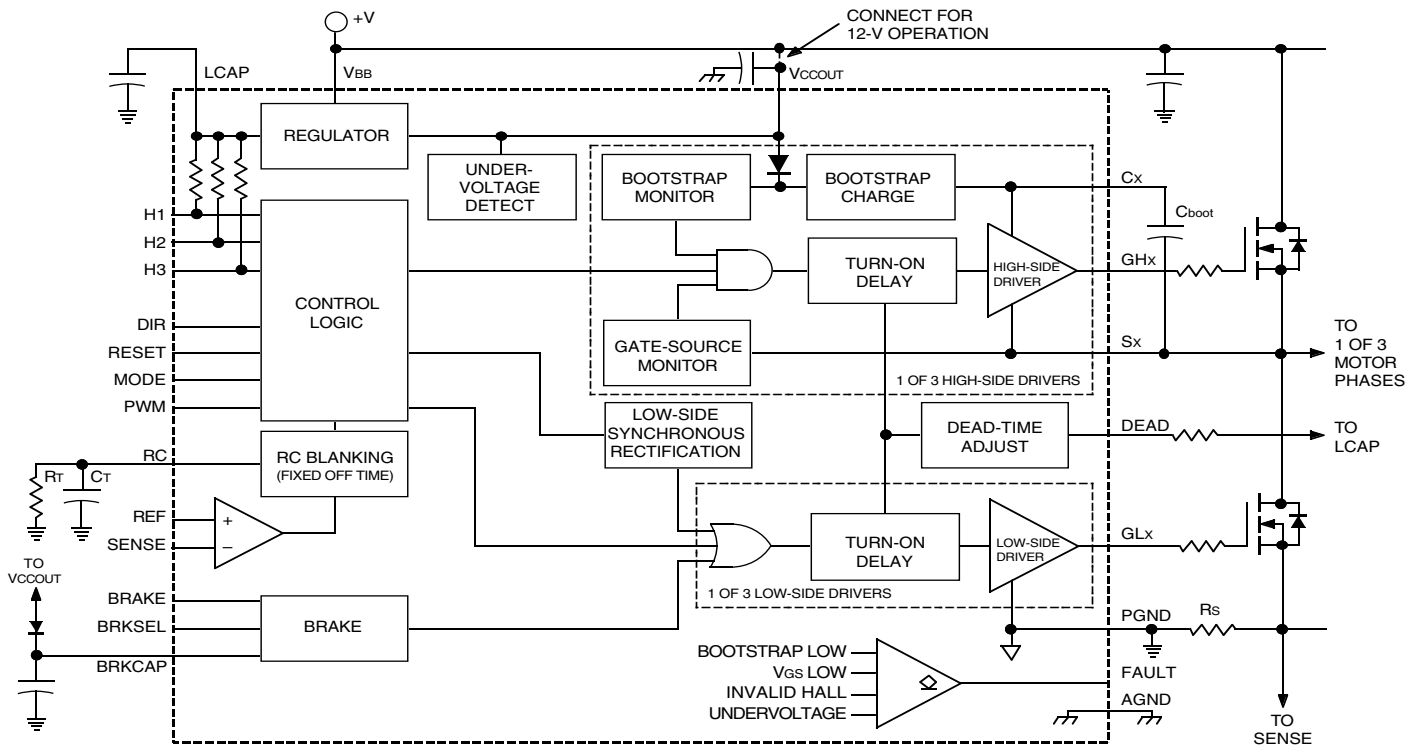 +V
CONNECT FOR
12-V OPERATION
LCAP
VBB
VCCOUT
REGULATOR
UNDER-
VOLTAGE
DETECT
BOOTSTRAP
MONITOR
BOOTSTRAP
CHARGE
CX
Cboot
H1
H2
H3
CONTROL
LOGIC
TURN-ON
DELAY
HIGH-SIDE
DRIVER
GHX
DIR
RESET
MODE
PWM
GATE-SOURCE
MONITOR
SX
1 OF 3 HIGH-SIDE DRIVERS
TO
1 OF 3
MOTOR
PHASES
LOW-SIDE
SYNCHRONOUS
RECTIFICATION
DEAD-TIME
ADJUST
DEAD
TO
LCAP
RC
RT
CT
RC BLANKING
(FIXED OFF TIME)
REF
+
SENSE
–
TURN-ON
DELAY
LOW-SIDE
DRIVER
GLX
1 OF 3 LOW-SIDE DRIVERS
TO
VCCOUT
BRAKE
BRKSEL
BRKCAP
BRAKE
PGND
RS
BOOTSTRAP LOW
VGS LOW
INVALID HALL
UNDERVOLTAGE
FAULT
AGND
TO
SENSE